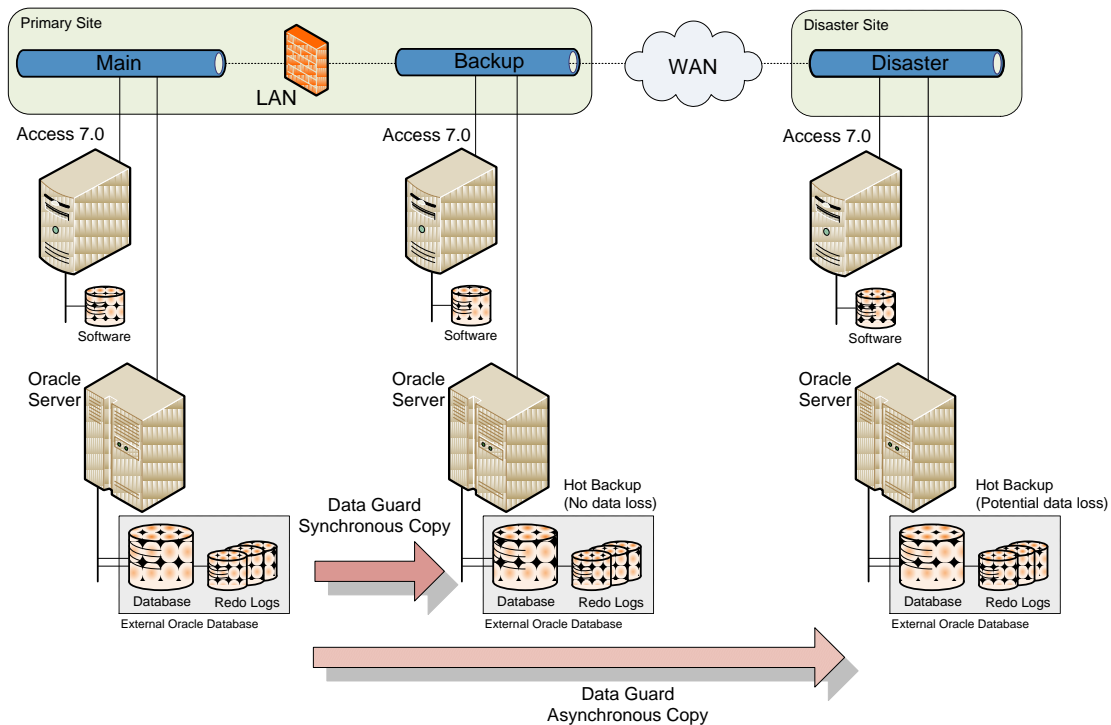 Primary Site
Disaster Site
Main
LAN
Backup
WAN
Disaster
Access 7.0
Access 7.0
Access 7.0
Software
Software
Software
Oracle
Server
Oracle
Server
Oracle
Server
Data Guard
Synchronous Copy
Hot Backup
(No data loss)
Hot Backup
(Potential data loss)
Database
Redo Logs
External Oracle Database
Database
Redo Logs
External Oracle Database
Database
Redo Logs
External Oracle Database
Data Guard
Asynchronous Copy